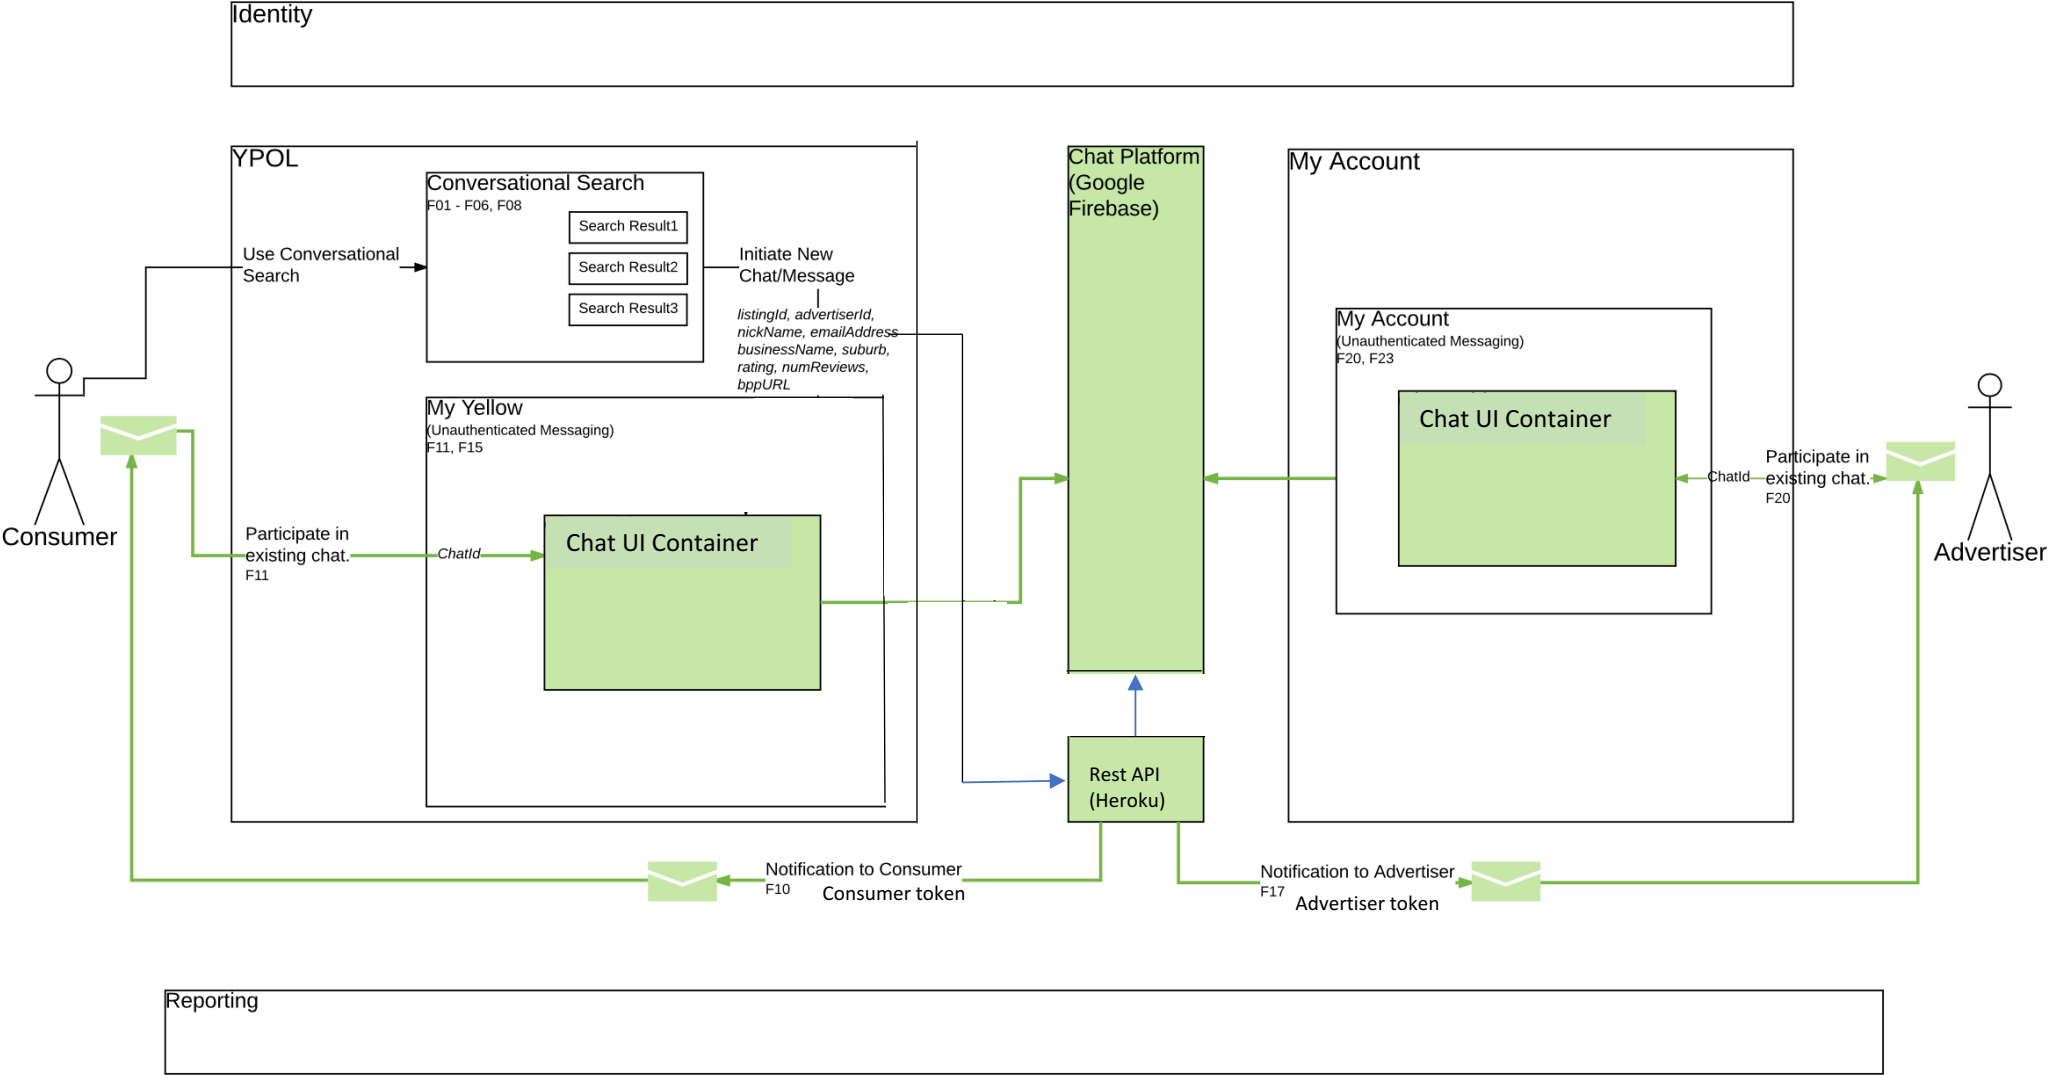 Identity
YPOL
Conversational Search
F01 - F06, F08
Search Result1
Search Result2
Search Result3
Use Conversational
Search
Initiate New
Chat/Message
listingId, advertiserId,
nickName, emailAddress
businessName, suburb,
rating, numReviews,
bppURL
My Yellow
(Unauthenticated Messaging)
F11, F15
Chat UI Container
Participate in
existing chat.
F11
ChatId
Consumer
Chat Platform
(Google
Firebase)
Rest API
(Heroku)
My Account
My Account
(Unauthenticated Messaging)
F20, F23
Chat UI Container
ChatId
Participate in
existing chat.
F20
Advertiser
Notification to Consumer
F10
Consumer token
Notification to Advertiser
F17
Advertiser token
Reporting